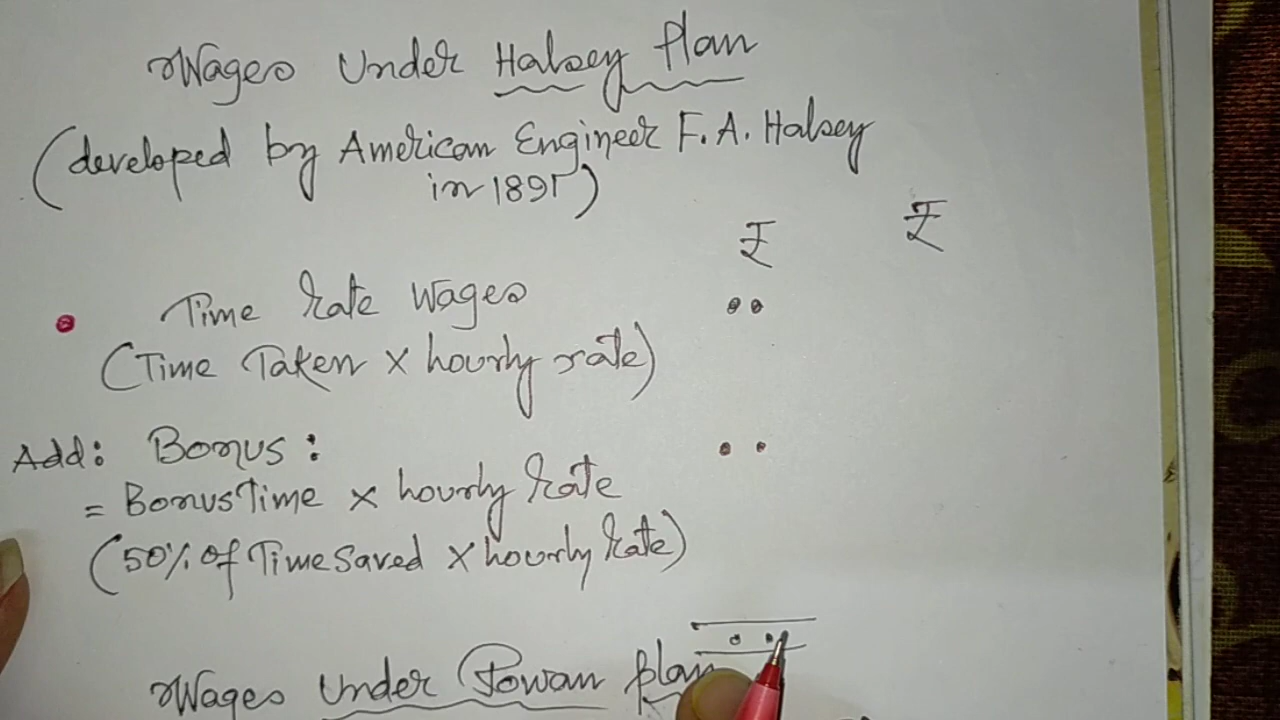 Wages Under Halsey Plan
(developed by American Engineer F. A. Halsey
in 1891)
₹ ₹
Time Rate Wages
(Time Taken × hourly rate)
Add: Bonus:
= Bonus Time × hourly Rate
(50% of Time Saved × hourly Rate)
Wages Under Rowan plan